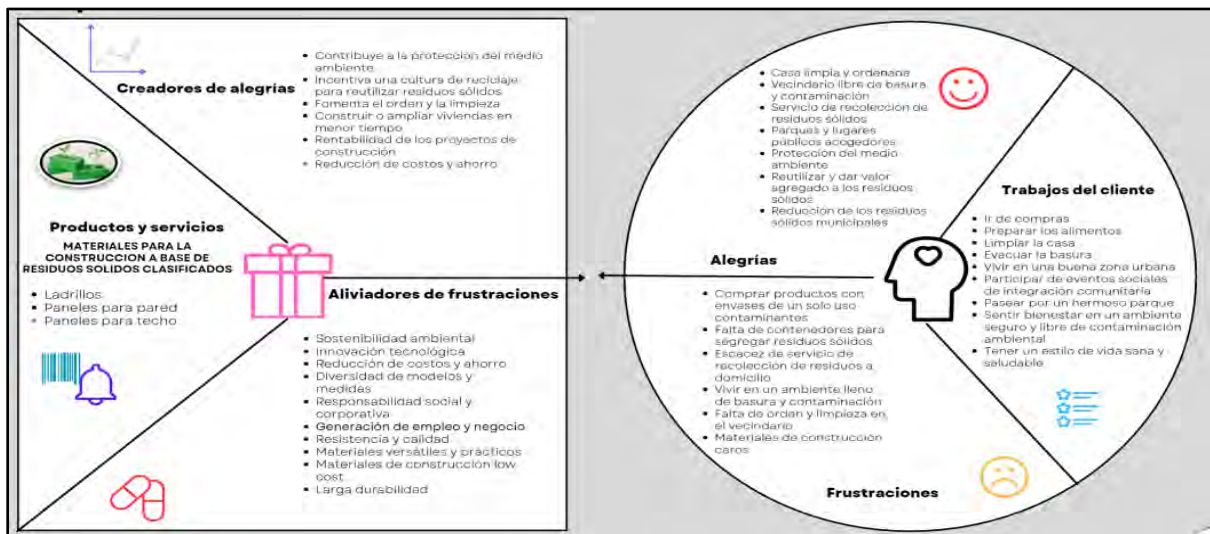 Creadores de alegrías
• Contribuye a la protección del medio
ambiente
• Incentiva una cultura de reciclaje
para reutilizar residuos sólidos
• Fomenta el orden y la limpieza
• Construir o ampliar viviendas en
menor tiempo
• Rentabilidad de los proyectos de
construcción
• Reducción de costos y ahorro
Productos y servicios
MATERIALES PARA LA
CONSTRUCCION A BASE DE
RESIDUOS SOLIDOS CLASIFICADOS
• Ladrillos
• Paneles para pared
• Paneles para techo
Aliviadores de frustraciones
• Sostenibilidad ambiental
• Innovación tecnológica
• Reducción de costos y ahorro
• Diversidad de modelos y
medidas
• Responsabilidad social y
corporativa
• Generación de empleo y negocio
• Resistencia y calidad
• Materiales versátiles y prácticos
• Materiales de construcción low
cost
• Larga durabilidad
• Casa limpia y ordenana
• Vecindario libre de basura
y contaminación
• Servicio de recolección de
residuos sólidos
• Parques y lugares
públicos acogedores
• Protección del medio
ambiente
• Reutilizar y dar valor
agregado a los residuos
sólidos
• Reducción de los residuos
sólidos municipales
Alegrías
• Comprar productos con
envases de un solo uso
contaminantes
• Falta de contenedores para
segregar residuos sólidos
• Escacez de servicio de
recolección de residuos a
domicilio
• Vivir en un ambiente lleno
de basura y contaminación
• Falta de orden y limpieza en
el vecindario
• Materiales de construcción
caros
Frustraciones
Trabajos del cliente
• Ir de compras
• Preparar los alimentos
• Limpiar la casa
• Evacuar la basura
• Vivir en una buena zona urbana
• Participar de eventos sociales
de integración comunitaria
• Pasear por un hermoso parque
• Sentir bienestar en un ambiente
seguro y libre de contaminación
ambiental
• Tener un estilo de vida sana y
saludable